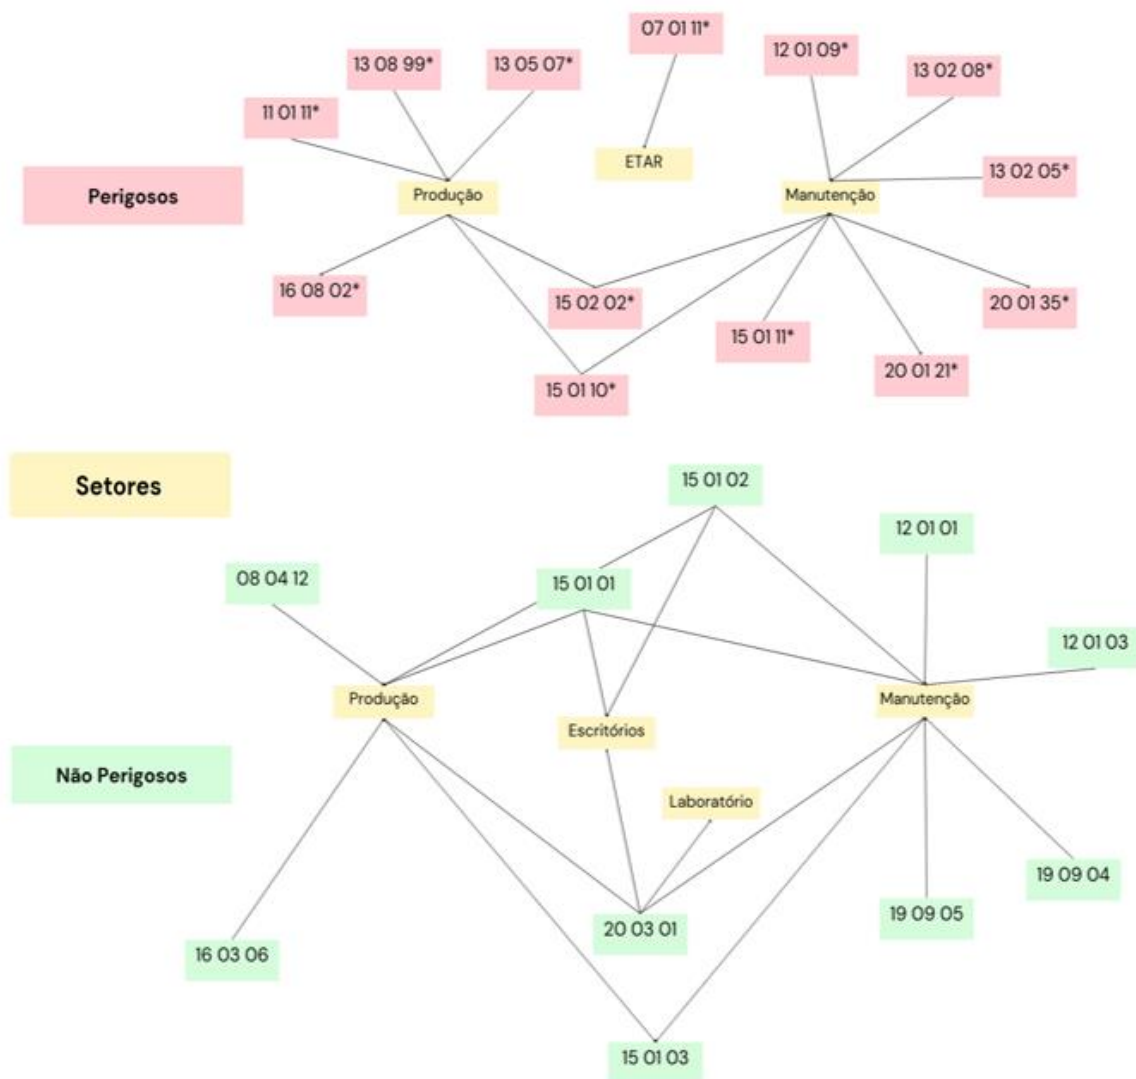 07 01 11*
12 01 09*
13 08 99*
13 05 07*
13 02 08*
11 01 11*
ETAR
13 02 05*
Perigosos
Produção
Manutenção
16 08 02*
15 02 02*
20 01 35*
15 01 11*
20 01 21*
15 01 10*
Setores
15 01 02
12 01 01
08 04 12
15 01 01
12 01 03
Produção
Manutenção
Escritórios
Não Perigosos
Laboratório
19 09 04
19 09 05
20 03 01
16 03 06
15 01 03